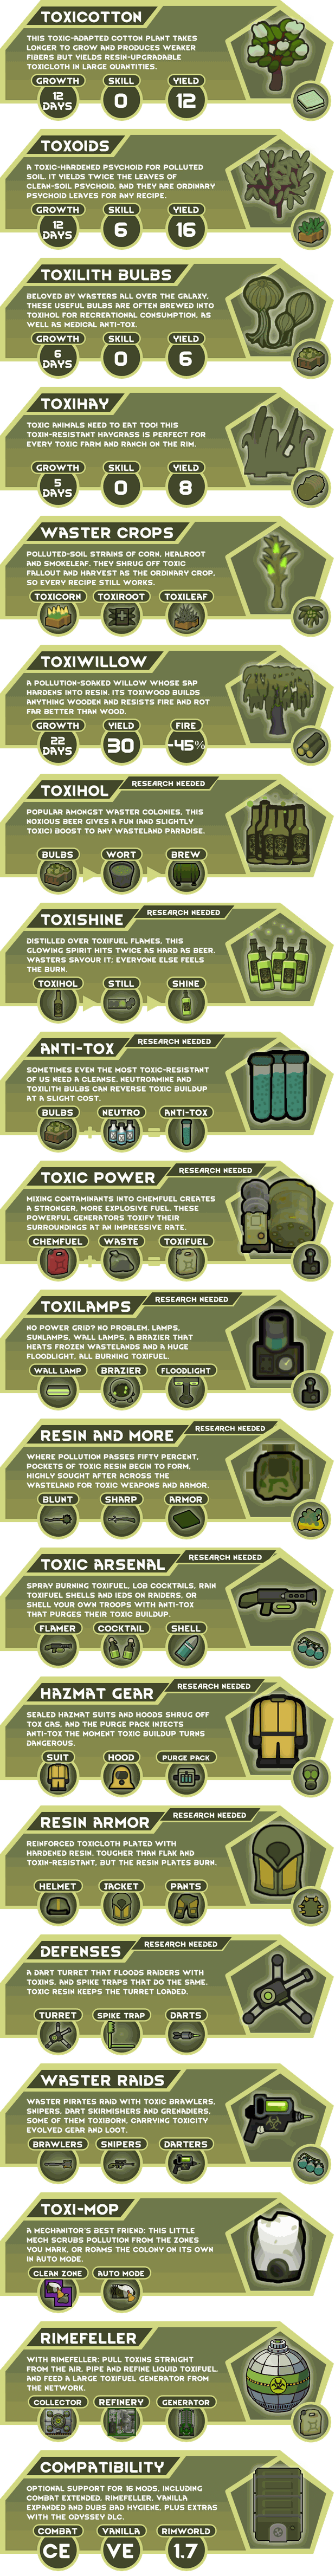 TOXICOTTON
THIS TOXIC-ADAPTED COTTON PLANT TAKES
LONGER TO GROW AND PRODUCES WEAKER
FIBERS BUT YIELDS RESIN-UPGRADABLE
TOXICLOTH IN LARGE QUANTITIES.
GROWTH SKILL YIELD
12 DAYS 0 12
TOXOIDS
A TOXIC-HARDENED PSYCHOID FOR POLLUTED
SOIL. IT YIELDS TWICE THE LEAVES OF
CLEAN-SOIL PSYCHOID, AND THEY ARE ORDINARY
PSYCHOID LEAVES FOR ANY RECIPE.
GROWTH SKILL YIELD
12 DAYS 6 16
TOXILITH BULBS
BELOVED BY WASTERS ALL OVER THE GALAXY,
THESE USEFUL BULBS ARE OFTEN BREWED INTO
TOXIHOL FOR RECREATIONAL CONSUMPTION, AS
WELL AS MEDICAL ANTI-TOX.
GROWTH SKILL YIELD
6 DAYS 0 6
TOXIHAY
TOXIC ANIMALS NEED TO EAT TOO! THIS
TOXIN-RESISTANT HAYGRASS IS PERFECT FOR
EVERY TOXIC FARM AND RANCH ON THE RIM.
GROWTH SKILL YIELD
5 DAYS 0 8
WASTER CROPS
POLLUTED-SOIL STRAINS OF CORN, HEALROOT
AND SMOKELEAF. THEY SHRUG OFF TOXIC
FALLOUT AND HARVEST AS THE ORDINARY CROP,
SO EVERY RECIPE STILL WORKS.
TOXICORN TOXIROOT TOXILEAF
TOXIWILLOW
A POLLUTION-SOAKED WILLOW WHOSE SAP
HARDENS INTO RESIN. ITS TOXIWOOD BUILDS
ANYTHING WOODEN AND RESISTS FIRE AND ROT
FAR BETTER THAN WOOD.
GROWTH YIELD FIRE
22 DAYS 30 -45%
TOXIHOL RESEARCH NEEDED
POPULAR AMONGST WASTER COLONIES, THIS
NOXIOUS BEER GIVES A FUN (AND SLIGHTLY
TOXIC) BOOST TO ANY WASTELAND PARADISE.
BULBS WORT BREW
TOXISHINE RESEARCH NEEDED
DISTILLED OVER TOXIFUEL FLAMES, THIS
GLOWING SPIRIT HITS TWICE AS HARD AS BEER.
WASTERS SAVOUR IT; EVERYONE ELSE FEELS
THE BURN.
TOXIHOL STILL SHINE
ANTI-TOX RESEARCH NEEDED
SOMETIMES EVEN THE MOST TOXIC-RESISTANT
OF US NEED A CLEANSE. NEUTROAMINE AND
TOXILITH BULBS CAN REVERSE TOXIC BUILDUP
AT A SLIGHT COST.
BULBS NEUTRO ANTI-TOX
TOXIC POWER RESEARCH NEEDED
MIXING CONTAMINANTS INTO CHEMFUEL CREATES
A STRONGER, MORE EXPLOSIVE FUEL. THESE
POWERFUL GENERATORS TOXIFY THEIR
SURROUNDINGS AT AN IMPRESSIVE RATE.
CHEMFUEL WASTE TOXIFUEL
TOXILAMPS RESEARCH NEEDED
NO POWER GRID? NO PROBLEM. LAMPS,
SUNLAMPS, WALL LAMPS, A BRAZIER THAT
HEATS FROZEN WASTELANDS AND A HUGE
FLOODLIGHT, ALL BURNING TOXIFUEL.
WALL LAMP BRAZIER FLOODLIGHT
RESIN AND MORE RESEARCH NEEDED
WHERE POLLUTION PASSES FIFTY PERCENT,
POCKETS OF TOXIC RESIN BEGIN TO FORM,
HIGHLY SOUGHT AFTER ACROSS THE
WASTELAND FOR TOXIC WEAPONS AND ARMOR.
BLUNT SHARP ARMOR
TOXIC ARSENAL RESEARCH NEEDED
SPRAY BURNING TOXIFUEL, LOB COCKTAILS, RAIN
TOXIFUEL SHELLS AND IEDS ON RAIDERS, OR
SHELL YOUR OWN TROOPS WITH ANTI-TOX
THAT PURGES THEIR TOXIC BUILDUP.
FLAMER COCKTAIL SHELL
HAZMAT GEAR RESEARCH NEEDED
SEALED HAZMAT SUITS AND HOODS SHRUG OFF
TOX GAS, AND THE PURGE PACK INJECTS
ANTI-TOX THE MOMENT TOXIC BUILDUP TURNS
DANGEROUS.
SUIT HOOD PURGE PACK
RESIN ARMOR RESEARCH NEEDED
REINFORCED TOXICLOTH PLATED WITH
HARDENED RESIN. TOUGHER THAN FLAK AND
TOXIN-RESISTANT, BUT THE RESIN PLATES BURN.
HELMET JACKET PANTS
DEFENSES RESEARCH NEEDED
A DART TURRET THAT FLOODS RAIDERS WITH
TOXINS, AND SPIKE TRAPS THAT DO THE SAME.
TOXIC RESIN KEEPS THE TURRET LOADED.
TURRET SPIKE TRAP DARTS
WASTER RAIDS
WASTER PIRATES RAID WITH TOXIC BRAWLERS,
SNIPERS, DART SKIRMISHERS AND GRENADIERS,
SOME OF THEM TOXIBORN, CARRYING TOXICITY
EVOLVED GEAR AND LOOT.
BRAWLERS SNIPERS DARTERS
TOXI-MOP
A MECHANITOR'S BEST FRIEND: THIS LITTLE
MECH SCRUBS POLLUTION FROM THE ZONES
YOU MARK, OR ROAMS THE COLONY ON ITS OWN
IN AUTO MODE.
CLEAN ZONE AUTO MODE
RIMEFELLER
WITH RIMEFELLER: PULL TOXINS STRAIGHT
FROM THE AIR, PIPE AND REFINE LIQUID TOXIFUEL,
AND FEED A LARGE TOXIFUEL GENERATOR FROM
THE NETWORK.
COLLECTOR REFINERY GENERATOR
COMPATIBILITY
OPTIONAL SUPPORT FOR 16 MODS, INCLUDING
COMBAT EXTENDED, RIMEFELLER, VANILLA
EXPANDED AND DUBS BAD HYGIENE, PLUS EXTRAS
WITH THE ODYSSEY DLC.
COMBAT VANILLA RIMWORLD
CE VE 1.7